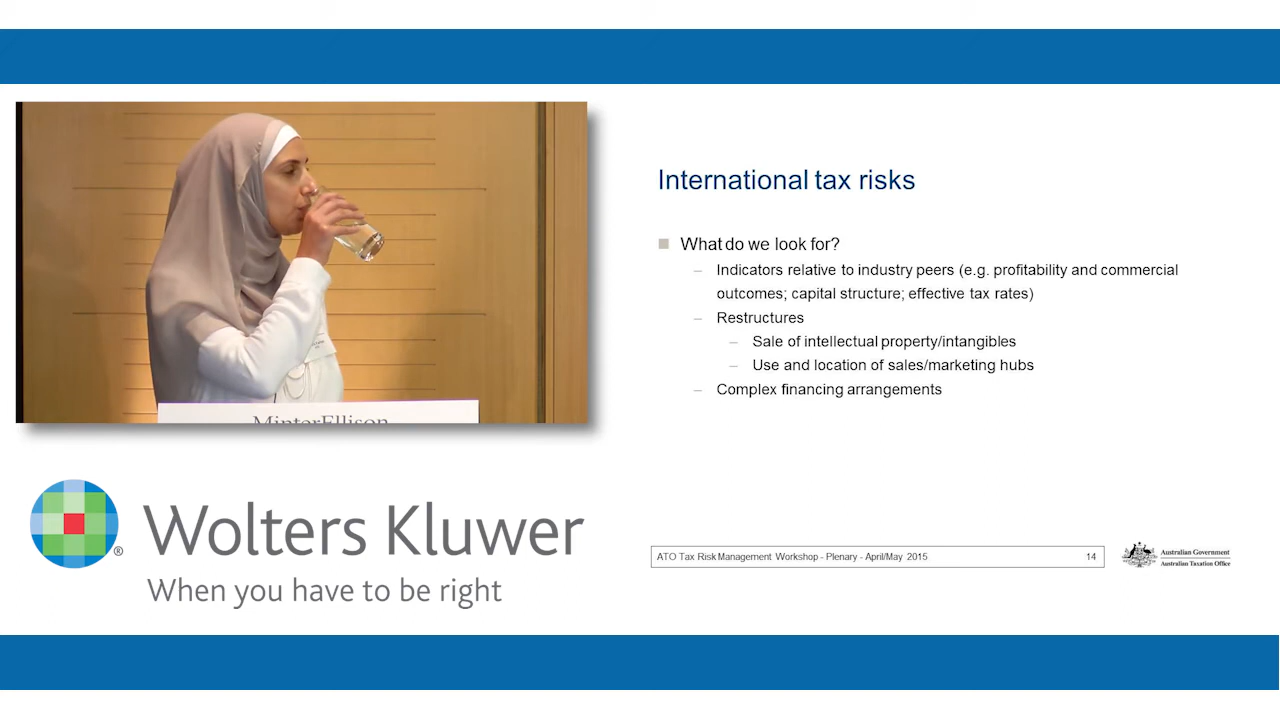 MinterEllison
Wolters Kluwer
®
When you have to be right
International tax risks
What do we look for?
– Indicators relative to industry peers (e.g. profitability and commercial
outcomes; capital structure; effective tax rates)
– Restructures
– Sale of intellectual property/intangibles
– Use and location of sales/marketing hubs
– Complex financing arrangements
ATO Tax Risk Management Workshop - Plenary - April/May 2015 14
Australian Government
Australian Taxation Office